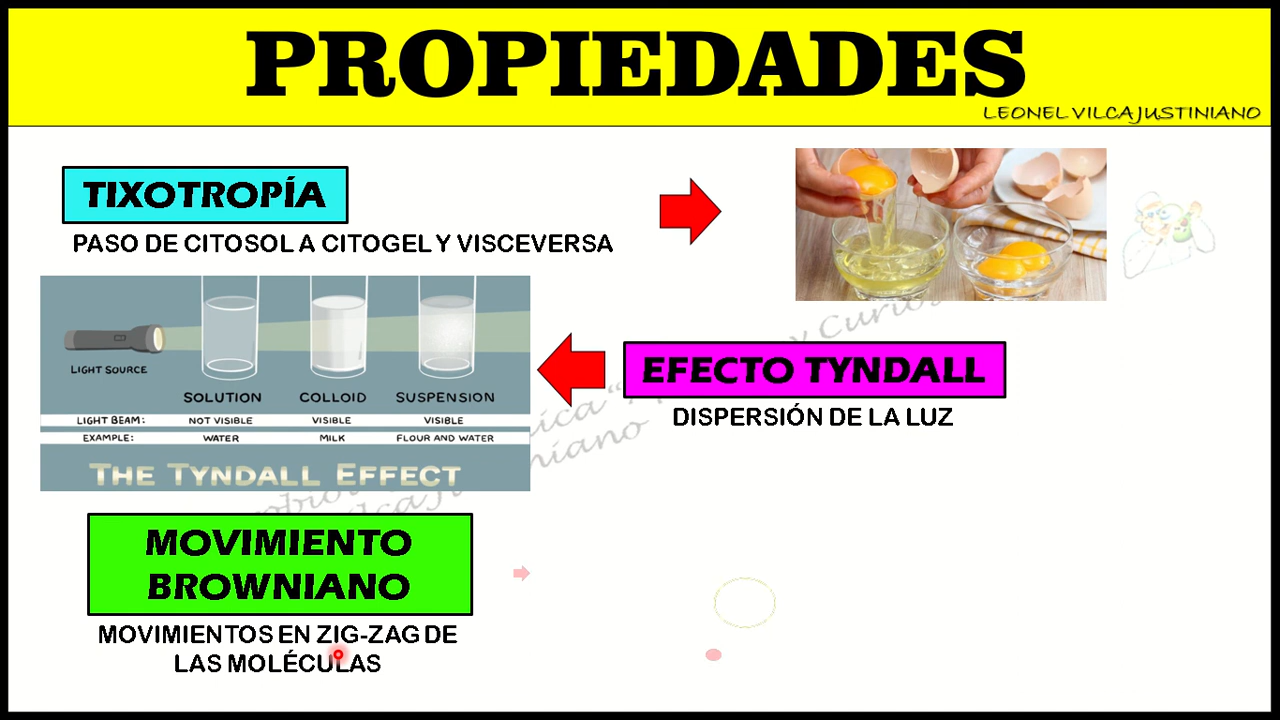 PROPIEDADES
LEONEL VILCA JUSTINIANO
TIXOTROPÍA
PASO DE CITOSOL A CITOGEL Y VISCEVERSA
LIGHT SOURCE
SOLUTION COLLOID SUSPENSION
LIGHT BEAM: NOT VISIBLE VISIBLE VISIBLE
EXAMPLE: WATER MILK FLOUR AND WATER
THE TYNDALL EFFECT
EFECTO TYNDALL
DISPERSIÓN DE LA LUZ
MOVIMIENTO
BROWNIANO
MOVIMIENTOS EN ZIG-ZAG DE
LAS MOLÉCULAS